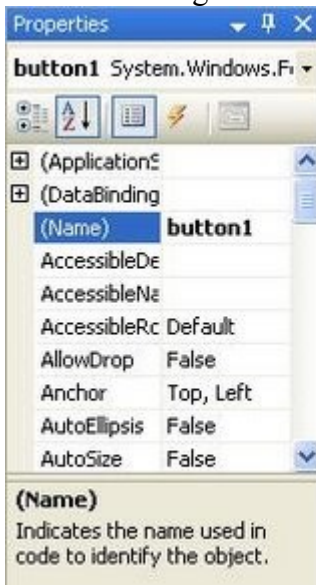 Properties
button1 System.Windows.F
(ApplicationS
(DataBinding
(Name) button1
AccessibleDe
AccessibleNa
AccessibleRc Default
AllowDrop False
Anchor Top, Left
AutoEllipsis False
AutoSize False
(Name)
Indicates the name used in
code to identify the object.